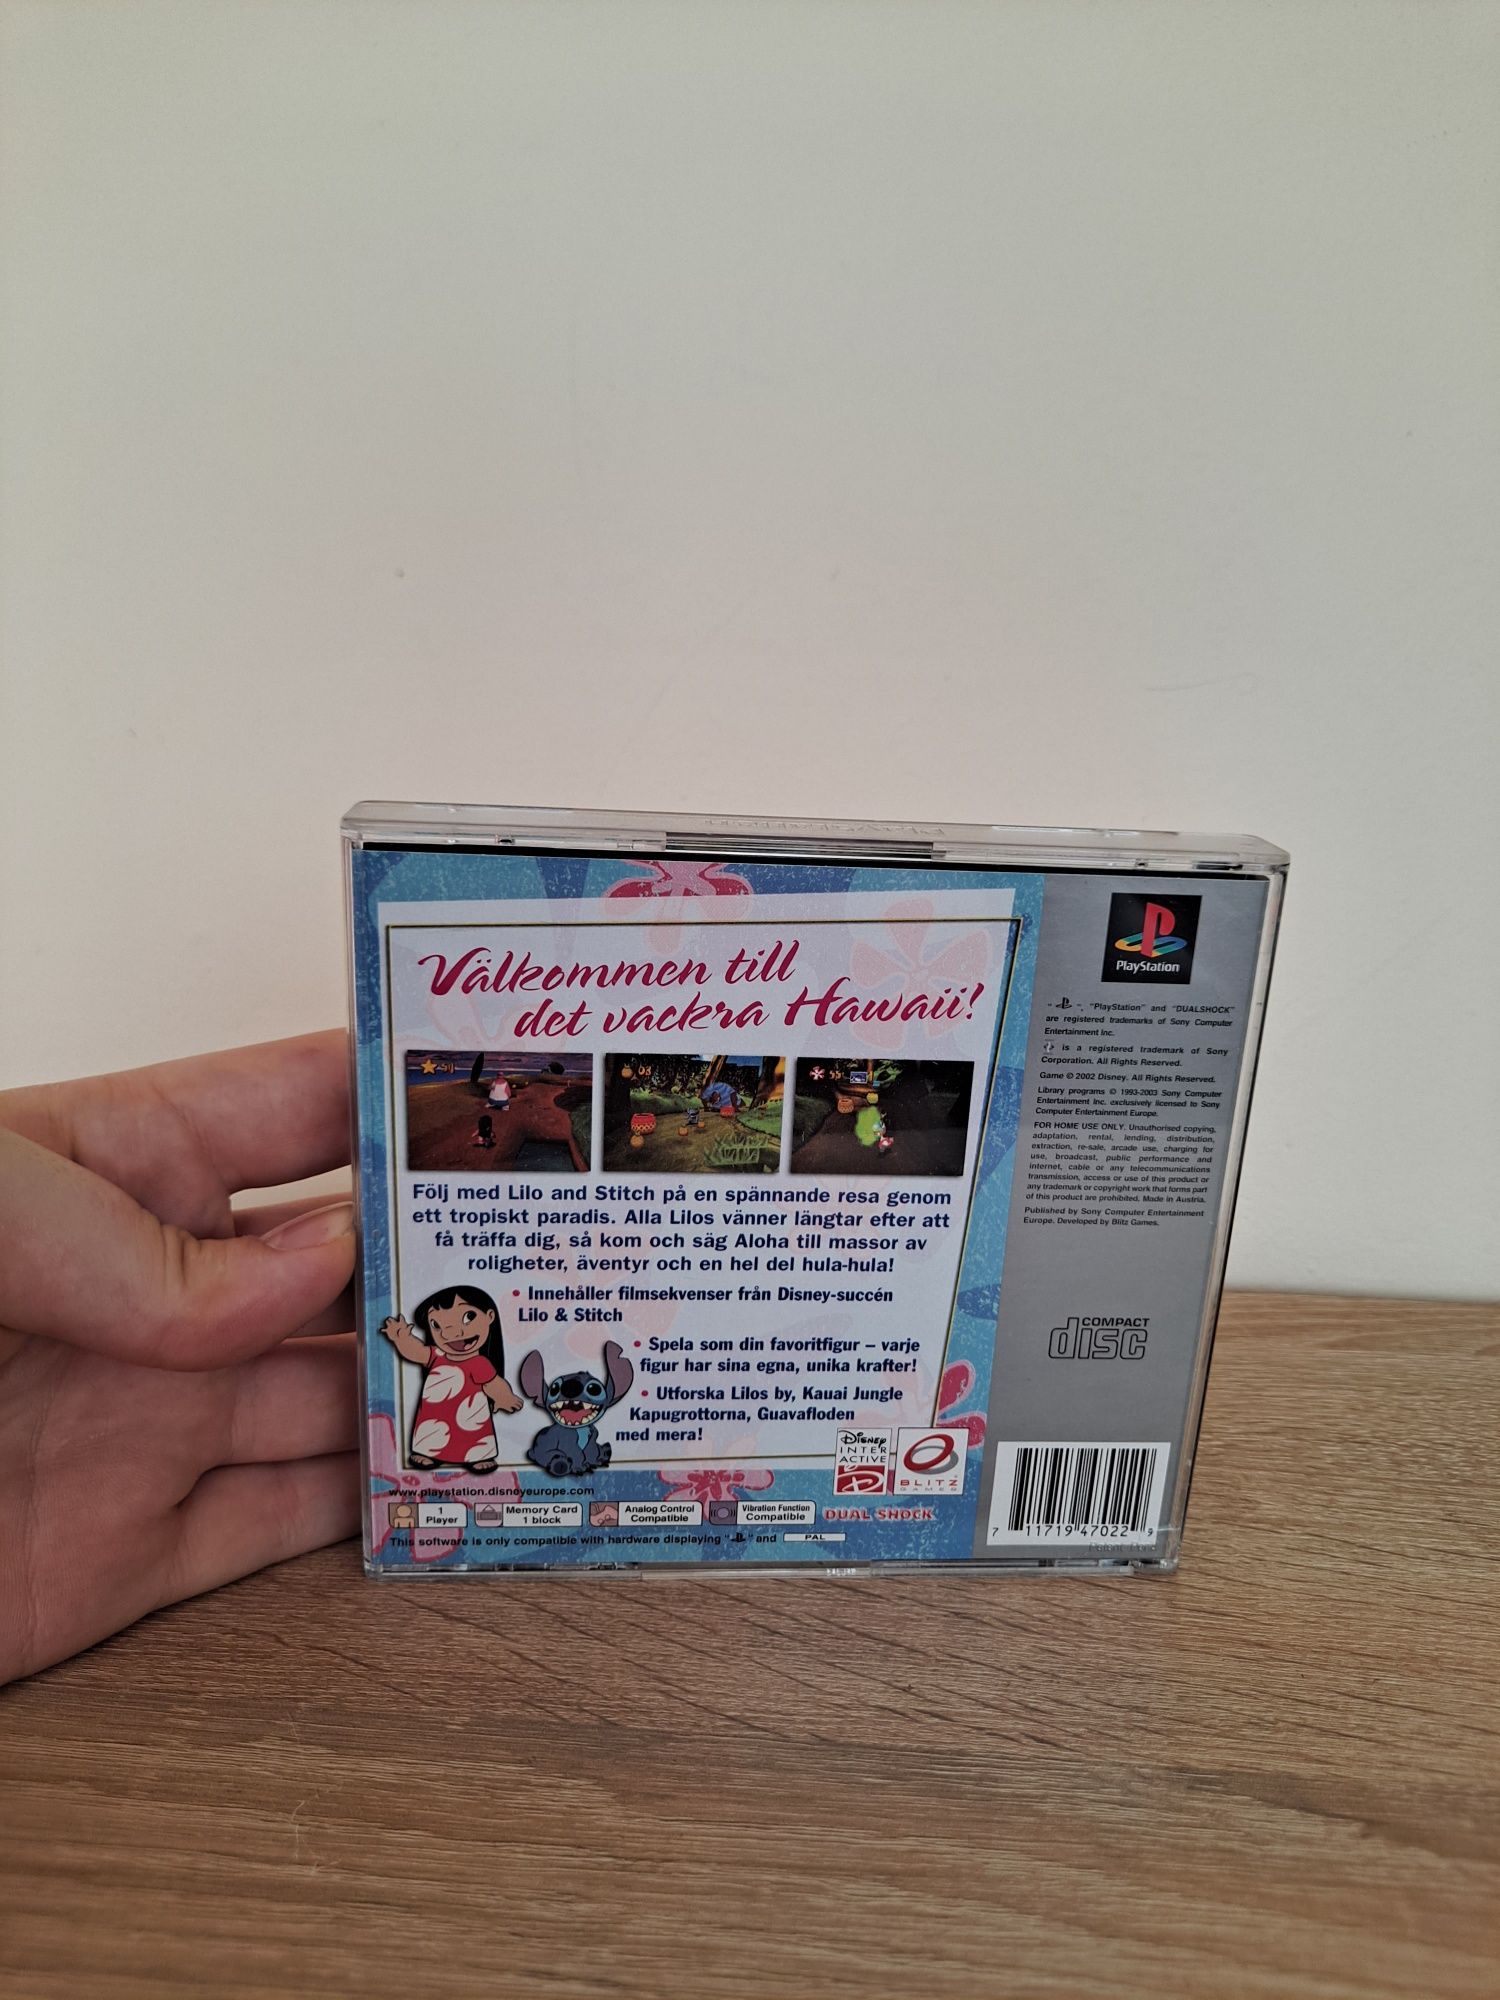 Välkommen till
det vackra Hawaii!
Följ med Lilo and Stitch på en spännande resa genom
ett tropiskt paradis. Alla Lilos vänner längtar efter att
få träffa dig, så kom och säg Aloha till massor av
roligheter, äventyr och en hel del hula-hula!
• Innehåller filmsekvenser från Disney-succén
Lilo & Stitch
• Spela som din favoritfigur – varje
figur har sina egna, unika krafter!
• Utforska Lilos by, Kauai Jungle
Kapugrottorna, Guavafloden
med mera!
Disney
INTER
ACTIVE
BLITZ
GAMES
www.playstation.disneyeurope.com
1
Player
Memory Card
1 block
Analog Control
Compatible
Vibration Function
Compatible
DUAL SHOCK
This software is only compatible with hardware displaying " " and PAL
PlayStation
" ", "PlayStation" and "DUALSHOCK"
are registered trademarks of Sony Computer
Entertainment Inc.
is a registered trademark of Sony
Corporation. All Rights Reserved.
Game © 2002 Disney. All Rights Reserved.
Library programs © 1993-2003 Sony Computer
Entertainment Inc. exclusively licensed to Sony
Computer Entertainment Europe.
FOR HOME USE ONLY. Unauthorised copying,
adaptation, rental, lending, distribution,
extraction, re-sale, arcade use, charging for
use, broadcast, public performance and
internet, cable or any telecommunications
transmission, access or use of this product or
any trademark or copyright work that forms part
of this product are prohibited. Made in Austria.
Published by Sony Computer Entertainment
Europe. Developed by Blitz Games.
COMPACT
disc
7 11719 47022 9